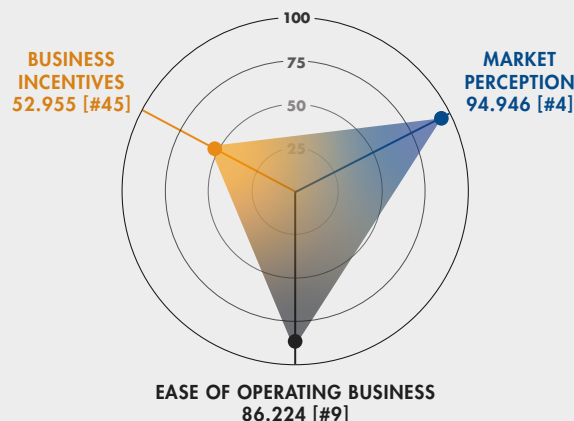 100
75
50
25
BUSINESS
INCENTIVES
52.955 [#45]
MARKET
PERCEPTION
94.946 [#4]
EASE OF OPERATING BUSINESS
86.224 [#9]